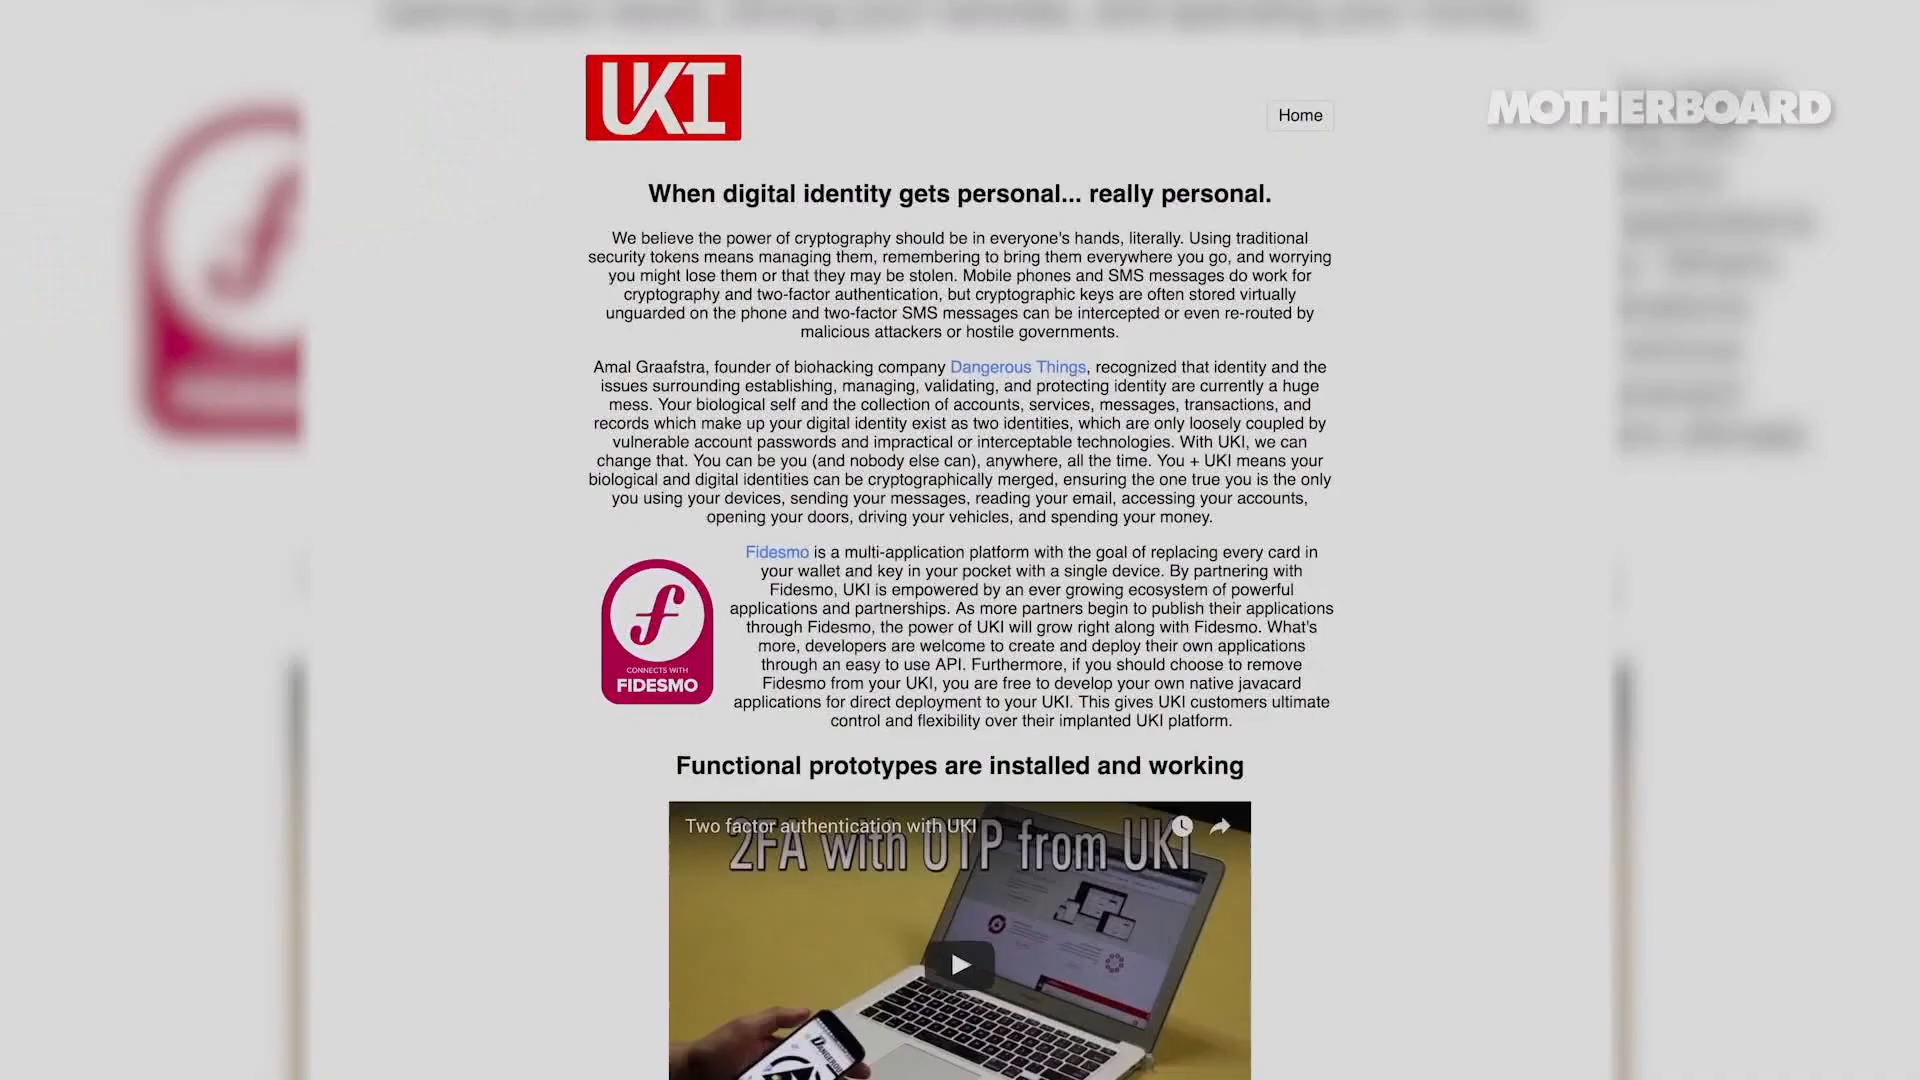 UKI
Home
MOTHERBOARD
When digital identity gets personal... really personal.
We believe the power of cryptography should be in everyone's hands, literally. Using traditional
security tokens means managing them, remembering to bring them everywhere you go, and worrying
you might lose them or that they may be stolen. Mobile phones and SMS messages do work for
cryptography and two-factor authentication, but cryptographic keys are often stored virtually
unguarded on the phone and two-factor SMS messages can be intercepted or even re-routed by
malicious attackers or hostile governments.
Amal Graafstra, founder of biohacking company Dangerous Things, recognized that identity and the
issues surrounding establishing, managing, validating, and protecting identity are currently a huge
mess. Your biological self and the collection of accounts, services, messages, transactions, and
records which make up your digital identity exist as two identities, which are only loosely coupled by
vulnerable account passwords and impractical or interceptable technologies. With UKI, we can
change that. You can be you (and nobody else can), anywhere, all the time. You + UKI means your
biological and digital identities can be cryptographically merged, ensuring the one true you is the only
you using your devices, sending your messages, reading your email, accessing your accounts,
opening your doors, driving your vehicles, and spending your money.
Fidesmo is a multi-application platform with the goal of replacing every card in
your wallet and key in your pocket with a single device. By partnering with
Fidesmo, UKI is empowered by an ever growing ecosystem of powerful
applications and partnerships. As more partners begin to publish their applications
through Fidesmo, the power of UKI will grow right along with Fidesmo. What's
more, developers are welcome to create and deploy their own applications
through an easy to use API. Furthermore, if you should choose to remove
Fidesmo from your UKI, you are free to develop your own native javacard
applications for direct deployment to your UKI. This gives UKI customers ultimate
control and flexibility over their implanted UKI platform.
f
CONNECTS WITH
FIDESMO
Functional prototypes are installed and working
Two factor authentication with UKI
2FA with OTP from UKI
DANGEROUS